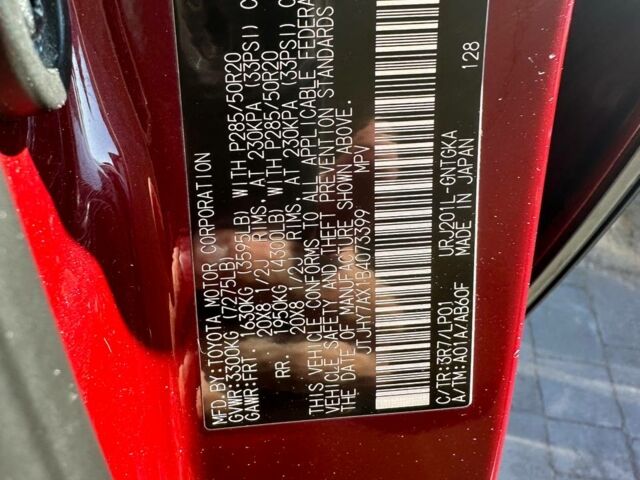 MFD. BY:TOYOTA MOTOR CORPORATION
GVWR:3300KG (7275LB)
GAWR:FRT. 1630KG (3595LB) WITH P285/50R20
20X8 1/2J RIMS, AT 230KPA (33PSI) COLD
RR. 1950KG (4300LB) WITH P285/50R20
20X8 1/2J RIMS, AT 230KPA (33PSI) COLD
THIS VEHICLE CONFORMS TO ALL APPLICABLE FEDERAL
VEHICLE SAFETY AND THEFT PREVENTION STANDARDS
DATE OF MANUFACTURE SHOWN ABOVE.
JTJHY7AX1B4073399 MPV
C/TR:3R7/LP01 URJ201L-GNTGKA 128
A/TM:A01A/AB60F MADE IN JAPAN